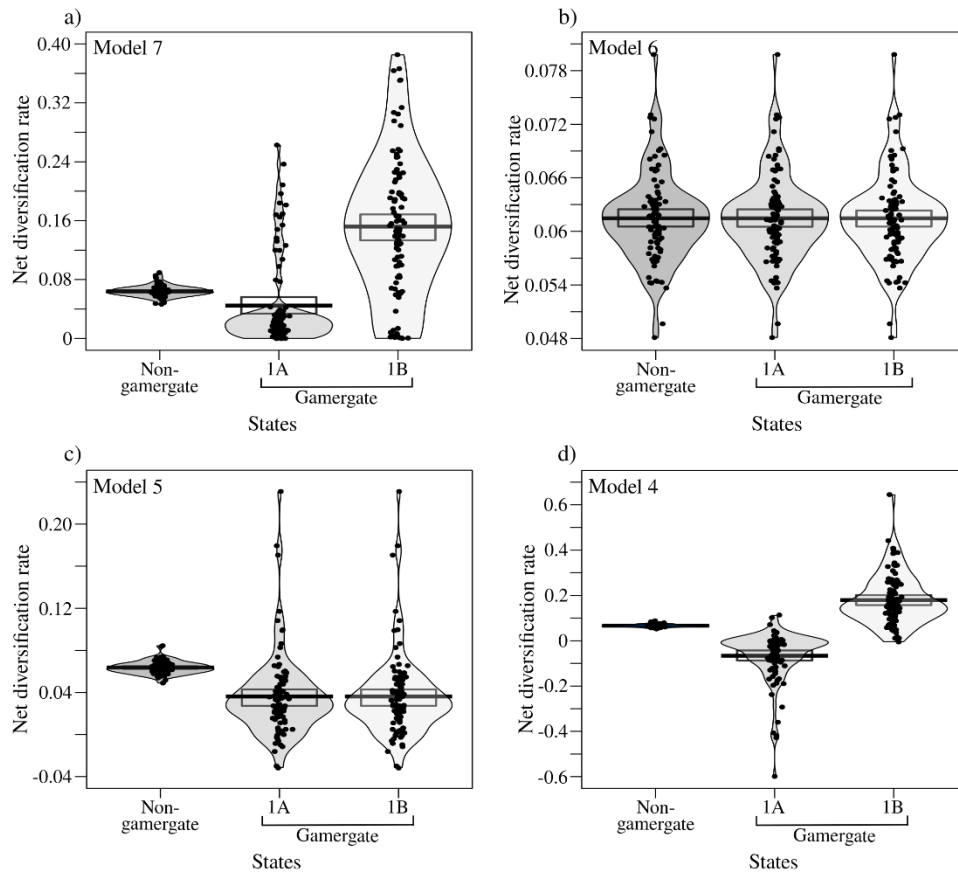 a)
Model 7
Net diversification rate
0.40
0.32
0.24
0.16
0.08
0
Non-
gamergate
1A
1B
Gamergate
States
b)
Model 6
Net diversification rate
0.078
0.072
0.066
0.06
0.054
0.048
Non-
gamergate
1A
1B
Gamergate
States
c)
Model 5
Net diversification rate
0.20
0.12
0.04
-0.04
Non-
gamergate
1A
1B
Gamergate
States
d)
Model 4
Net diversification rate
0.6
0.4
0.2
0
-0.2
-0.4
-0.6
Non-
gamergate
1A
1B
Gamergate
States